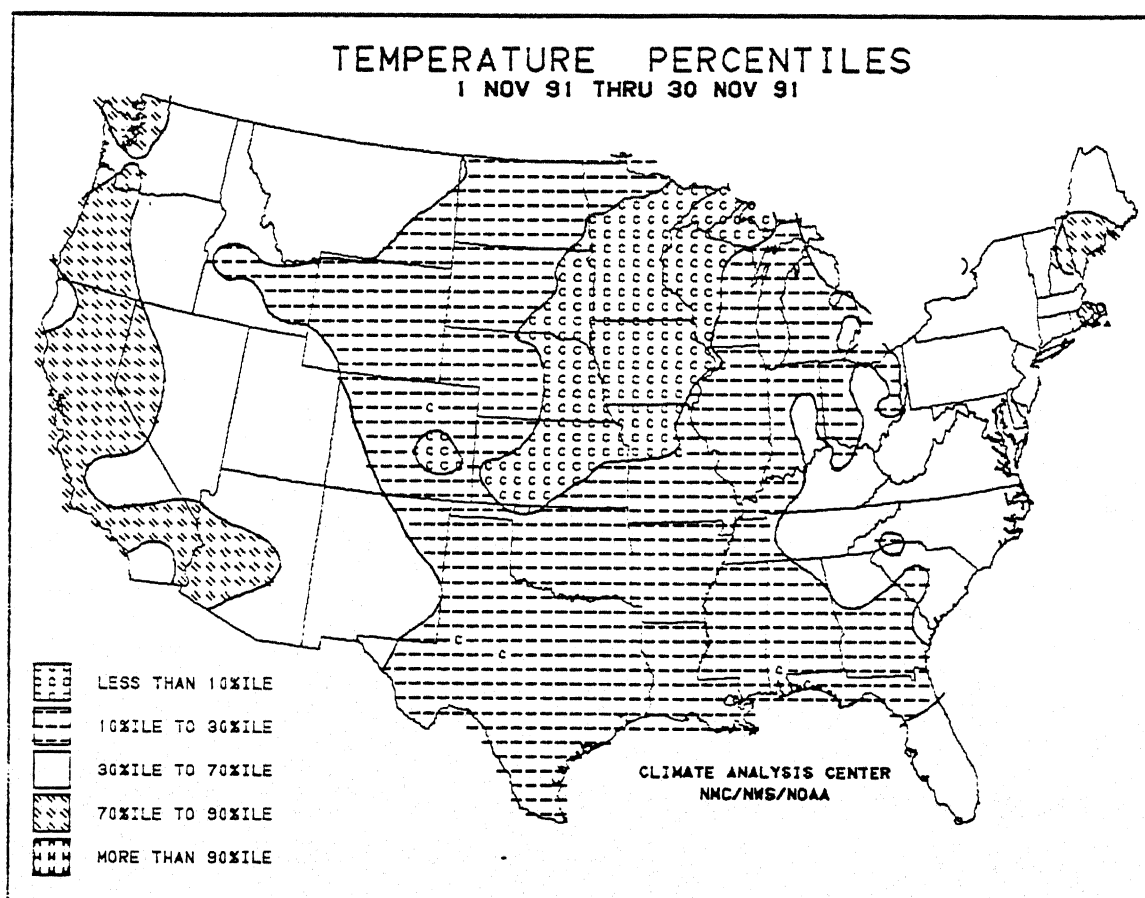 TEMPERATURE PERCENTILES
1 NOV 91 THRU 30 NOV 91
LESS THAN 10%ILE
10%ILE TO 30%ILE
30%ILE TO 70%ILE
70%ILE TO 90%ILE
MORE THAN 90%ILE
CLIMATE ANALYSIS CENTER
NMC/NWS/NOAA